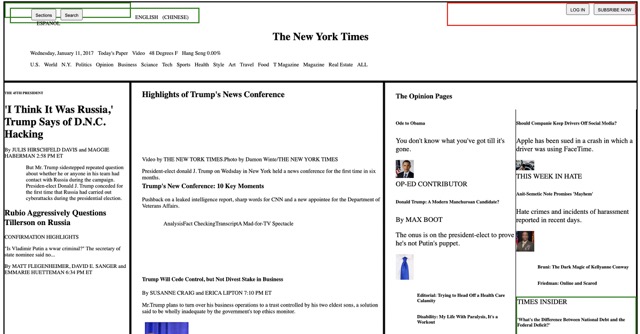 Sections Search
ENGLISH (CHINESE)
ESPANOL
LOG IN SUBSRIBE NOW
The New York Times
Wednesday, January 11, 2017 Today's Paper Video 48 Degrees F Hang Seng 0.00%
U.S. World N.Y. Politics Opinion Business Sciance Tech Sports Health Style Art Travel Food T Magazine Magazine Real Estate ALL
THE 45TH PRESIDENT
'I Think It Was Russia,'
Trump Says of D.N.C.
Hacking
By JULIS HIRSCHFELD DAVIS and MAGGIE
HABERMAN 2:58 PM ET
But Mr. Trump sidestepped repeated
question about whether he or anyone in his team
had contact with Russia during the campaign.
President-elect Donald J. Trump conceded for
the first time that Russia had carried out
cyberattacks during the presidential election.
Rubio Aggressively Questions
Tillerson on Russia
CONFIRMATION HIGHLIGHTS
"Is Vladimir Putin a wwar criminal?" The secretary of
state nominee said no...
By MATT FLEIGENHEIMER, DAVID E. SANGER and
EMMARIE HUETTEMAN 6:34 PM ET
Highlights of Trump's News Conference
Video by THE NEW YORK TIMES.Photo by Damon Winter/THE NEW YORK TIMES
President-elect donald J. Trump on Wedsday in New York held a news conference for the first time in six
months.
Trump's New Conference: 10 Key Moments
Pushback on a leaked intelligence report, sharp words for CNN and a new appointee for the Department of
Veterans Affairs.
AnalysisFact CheckingTranscriptA Mad-for-TV Spectacle
Trump Will Cede Control, but Not Divest Stake in Business
By SUSANNE CRAIG and ERICA LIPTON 7:10 PM ET
Mr.Trump plans to turn over his business operations to a trust controlled by his two eldest sons, a solution
said to be wholly inadequate by the government's top ethics monitor.
The Opinion Pages
Ode to Obama
You don't know what you've got till it's
gone.
OP-ED CONTRIBUTOR
Donald Trump: A Modern Manchurian Candidate?
By MAX BOOT
The onus is on the president-elect to prove
he's not Putin's puppet.
Editorial: Trying to Head Off a Health Care
Calamity
Disability: My Life With Paralysis, It's a
Workout
Should Companie Keep Drivers Off Social Media?
Apple has been sued in a crash in which a
driver was using FaceTime.
THIS WEEK IN HATE
Anti-Semetic Note Promises 'Mayhem'
Hate crimes and incidents of harassment
reported in recent days.
Bruni: The Dark Magic of Kellyanne Conway
Friedman: Online and Scared
TIMES INSIDER
'What's the Difference Between National Debt and the
Federal Deficit?'